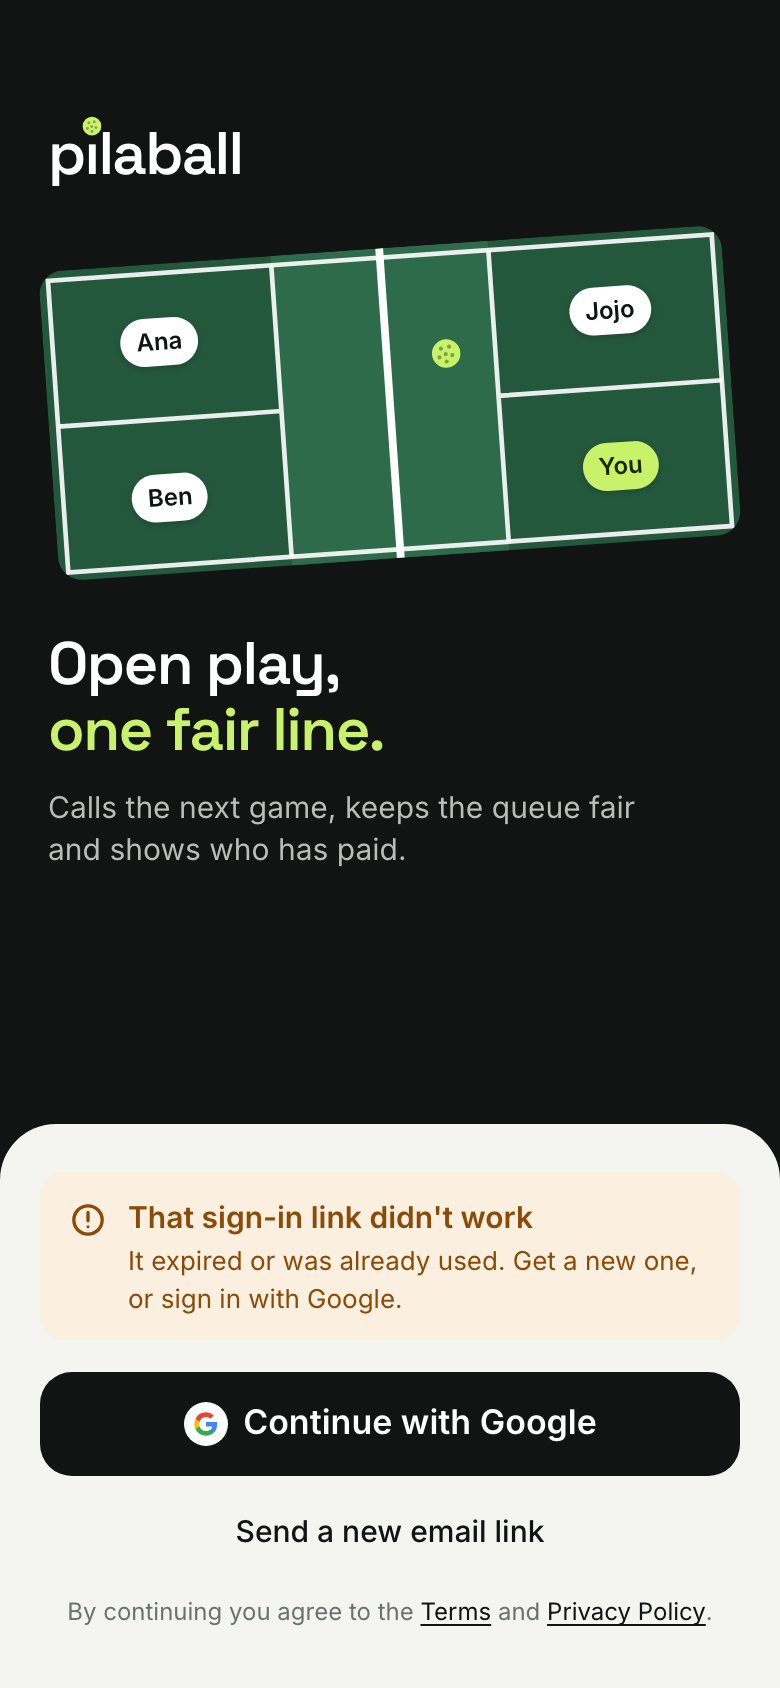 pilaball
Ana
Jojo
Ben
You
Open play,
one fair line.
Calls the next game, keeps the queue fair
and shows who has paid.
That sign-in link didn't work
It expired or was already used. Get a new one,
or sign in with Google.
Continue with Google
Send a new email link
By continuing you agree to the Terms and Privacy Policy.